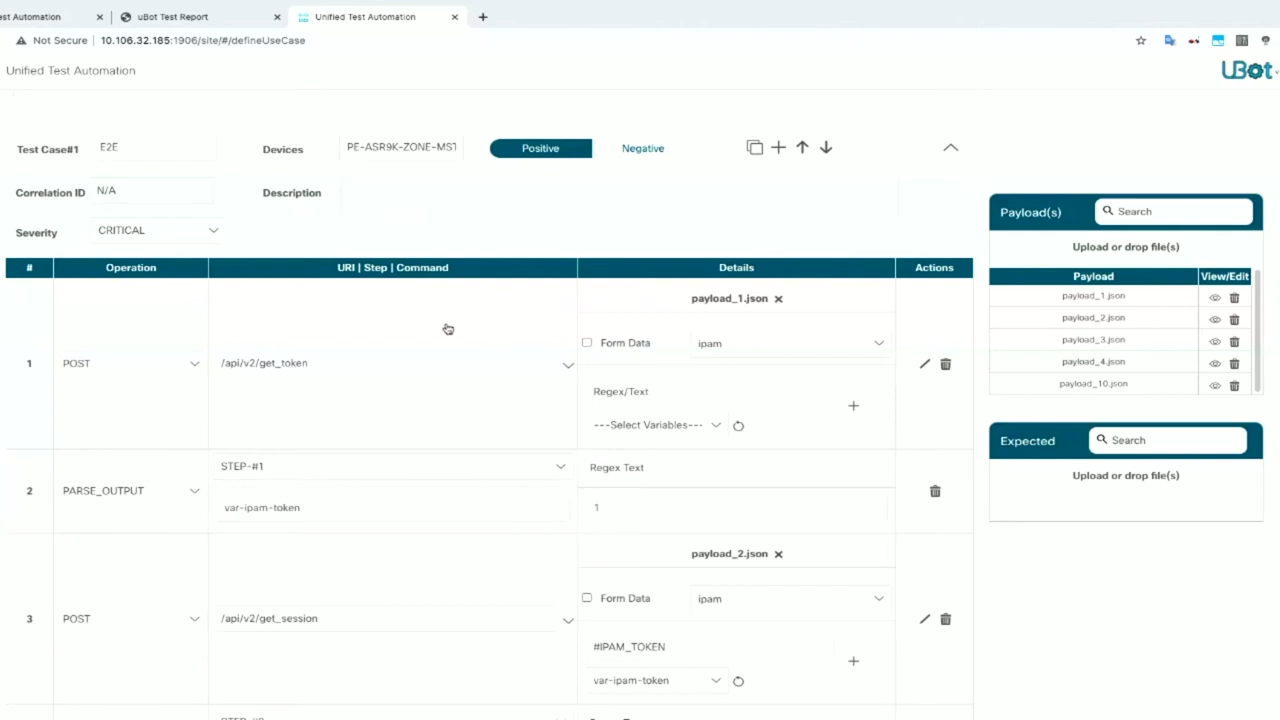 est Automation
uBot Test Report
Unified Test Automation
Not Secure | 10.106.32.185:1906/site/#/defineUseCase
Unified Test Automation
UBot
Test Case#1 E2E Devices PE-ASR9K-ZONE-MST Positive Negative
Correlation ID N/A Description
Severity CRITICAL
# Operation URI | Step | Command Details Actions
payload_1.json
Form Data ipam
1 POST /api/v2/get_token
Regex/Text
---Select Variables---
STEP-#1 Regex Text
2 PARSE_OUTPUT
var-ipam-token 1
payload_2.json
Form Data ipam
3 POST /api/v2/get_session
#IPAM_TOKEN
var-ipam-token
Payload(s) Search
Upload or drop file(s)
Payload View/Edit
payload_1.json
payload_2.json
payload_3.json
payload_4.json
payload_10.json
Expected Search
Upload or drop file(s)